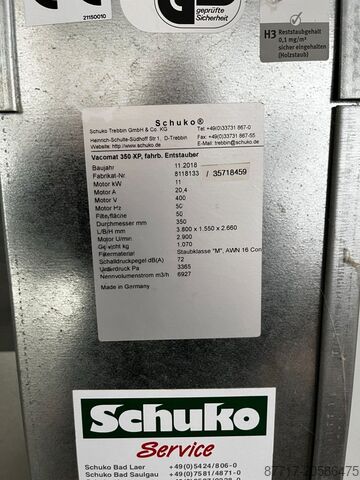 21150010
geprüfte
Sicherheit
H3 Reststaubgehalt
0,1 mg/m³
sicher eingehalten
(Holzstaub)
Schuko®
Schuko Trebbin GmbH & Co. KG Tel: +49(0)33731 867-0
Heinrich-Schulte-Südhoff Str 1, D-Trebbin Fax: +49(0)33731 867-55
Website: http://www.schuko.de E-Mail: trebbin@schuko.de
Vacomat 350 XP, fahrb. Entstauber
Baujahr 11.2018
Fabrikat-Nr. 8118133 / 35718459
Motor kW 11
Motor A 20,4
Motor V 400
Motor Hz 50
Filterfläche 50
Durchmesser mm 350
L/B/H mm 3.800 x 1.550 x 2.660
Motor U/min 2.900
Gewicht kg 1.070
Filtermaterial Staubklasse "M", AWN 16 Con
Schalldruckpegel dB(A) 72
Unterdruck Pa 3365
Nennvolumenstrom m3/h 6927
Made in Germany
Schuko
Service
Schuko Bad Laer +49(0)5424/806-0
Schuko Bad Saulgau +49(0)7581/4871-0
87717-20586475